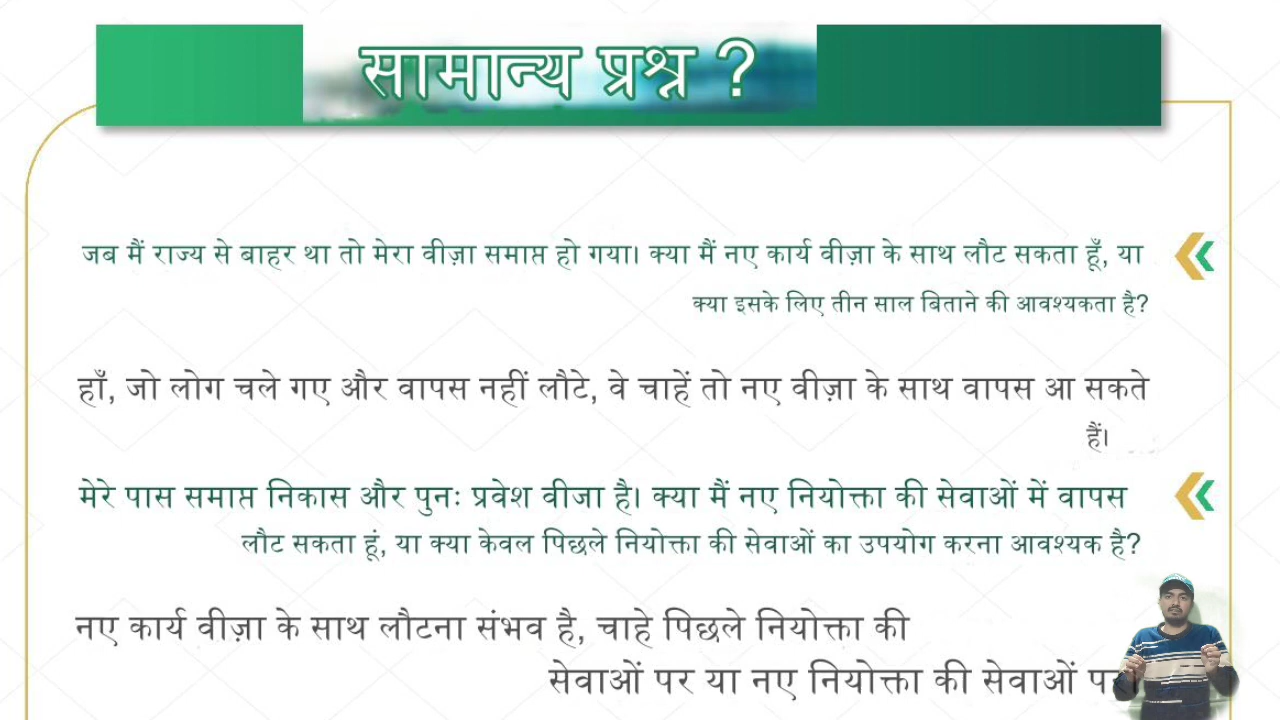 सामान्य प्रश्न ?
जब मैं राज्य से बाहर था तो मेरा वीज़ा समाप्त हो गया। क्या मैं नए कार्य वीज़ा के साथ लौट सकता हूँ, या
क्या इसके लिए तीन साल बिताने की आवश्यकता है?
हाँ, जो लोग चले गए और वापस नहीं लौटे, वे चाहें तो नए वीज़ा के साथ वापस आ सकते
हैं।
मेरे पास समाप्त निकास और पुनः प्रवेश वीजा है। क्या मैं नए नियोक्ता की सेवाओं में वापस
लौट सकता हूं, या क्या केवल पिछले नियोक्ता की सेवाओं का उपयोग करना आवश्यक है?
नए कार्य वीज़ा के साथ लौटना संभव है, चाहे पिछले नियोक्ता की
सेवाओं पर या नए नियोक्ता की सेवाओं पर।